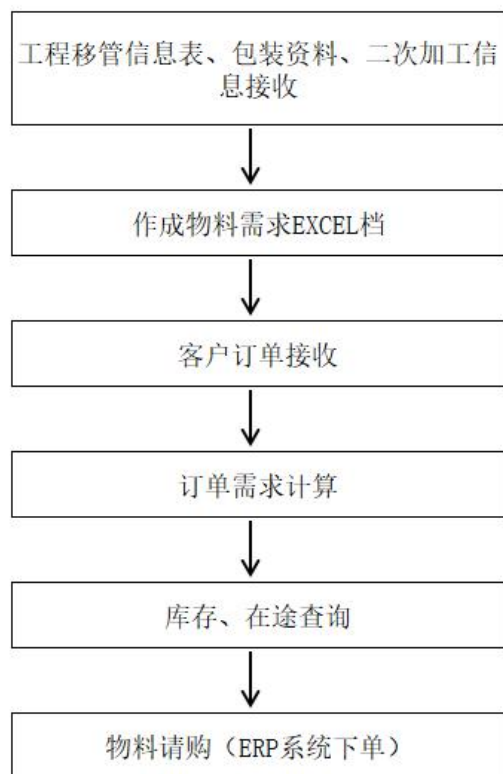 工程移管信息表、包装资料、二次加工信
息接收
作成物料需求EXCEL档
客户订单接收
订单需求计算
库存、在途查询
物料请购（ERP系统下单）